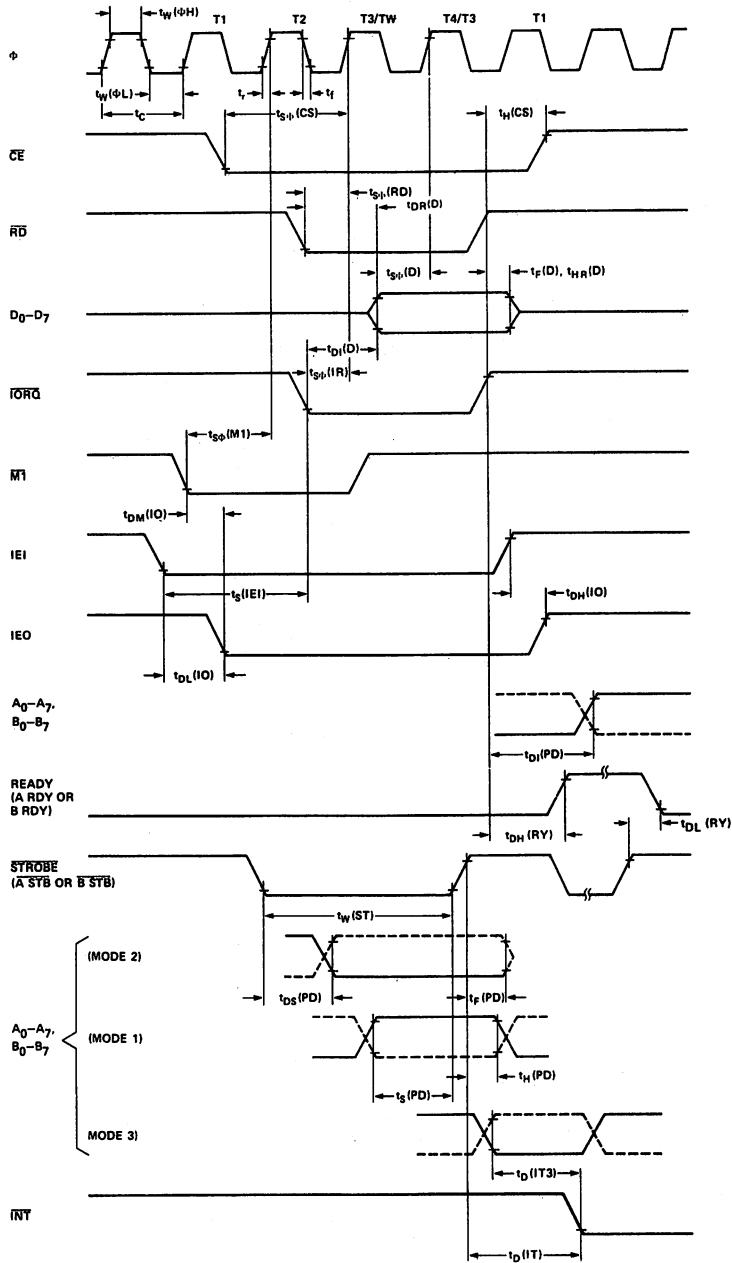 tW(ΦH) T1 T2 T3/TW T4/T3 T1
Φ
tW(ΦL) tr tf
tC tSΦ(CS) tH(CS)
CE
tSΦ(RD)
tDR(D)
RD
tSΦ(D) tF(D), tHR(D)
D0–D7
tDI(D)
tSΦ(IR)
IORQ
tSΦ(M1)
M1
tDM(IO)
IEI
tS(IEI) tDH(IO)
IEO
tDL(IO)
A0–A7,
B0–B7
tDI(PD)
READY
(A RDY OR
B RDY)
tDL(RY)
tDH(RY)
STROBE
(A STB OR B STB)
tW(ST)
(MODE 2)
tDS(PD) tF(PD)
A0–A7,
B0–B7
(MODE 1)
tH(PD)
tS(PD)
MODE 3)
tD(IT3)
INT
tD(IT)